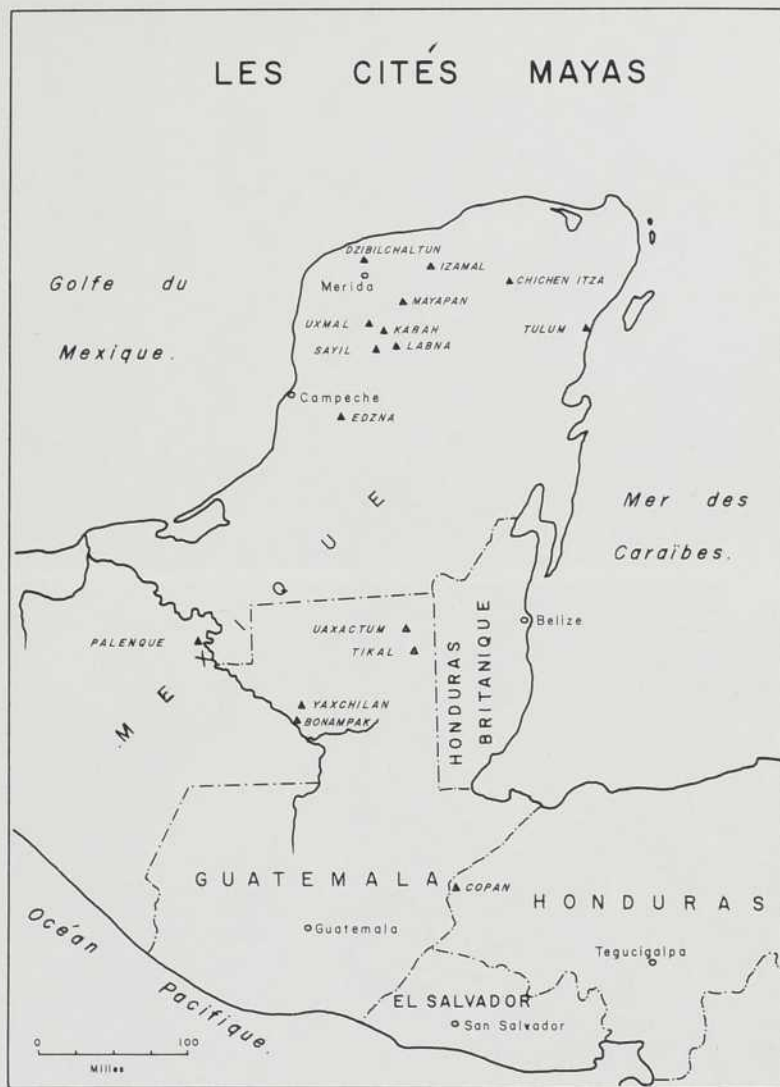 LES CITÉS MAYAS
Golfe du
Mexique.
DZIBILCHALTUN
IZAMAL
Merida
CHICHEN ITZA
MAYAPAN
UXMAL
KABAH
TULUM
SAYIL
LABNA
Campeche
EDZNA
Mer des
Caraïbes.
MEXIQUE
UAXACTUM
TIKAL
Belize
HONDURAS
BRITANIQUE
PALENQUE
YAXCHILAN
BONAMPAK
GUATEMALA
COPAN
HONDURAS
Guatemala
Tegucigalpa
Océan
Pacifique.
EL SALVADOR
San Salvador
0 100
Milles